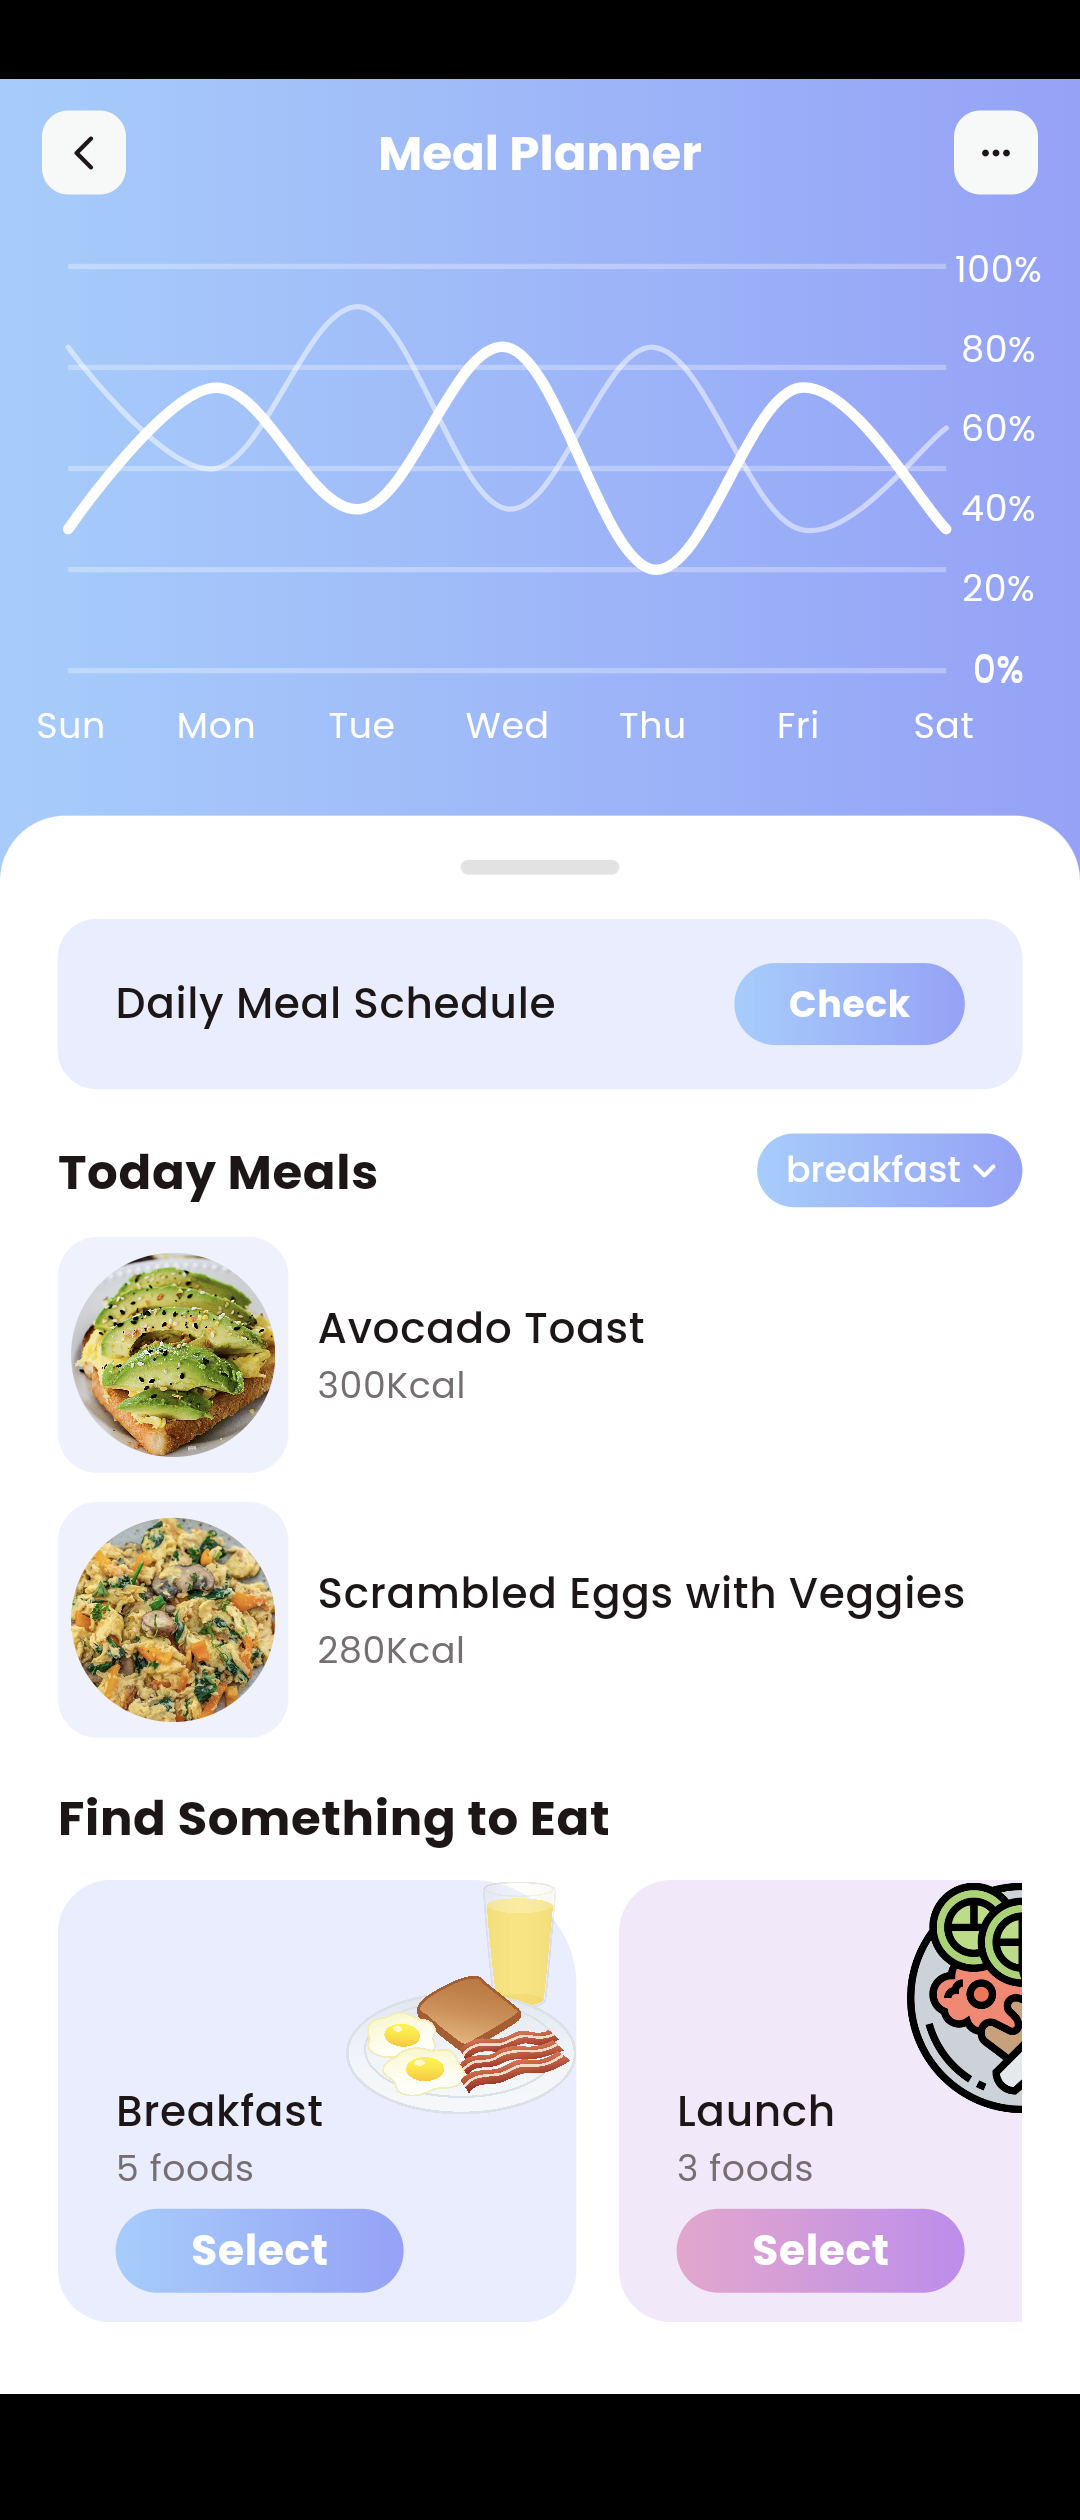 Meal Planner
100%
80%
60%
40%
20%
0%
Sun Mon Tue Wed Thu Fri Sat
Daily Meal Schedule
Check
Today Meals
breakfast
Avocado Toast
300Kcal
Scrambled Eggs with Veggies
280Kcal
Find Something to Eat
Breakfast
5 foods
Select
Launch
3 foods
Select